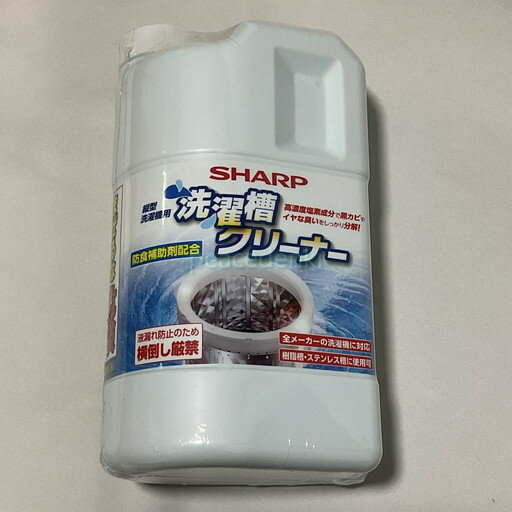 SHARP
縦型
洗濯機用
洗濯槽
クリーナー
高濃度塩素成分で黒カビや
イヤな臭いをしっかり分解!
防食補助剤配合
液漏れ防止のため
横倒し厳禁
全メーカーの洗濯機に対応
樹脂槽・ステンレス槽に使用可